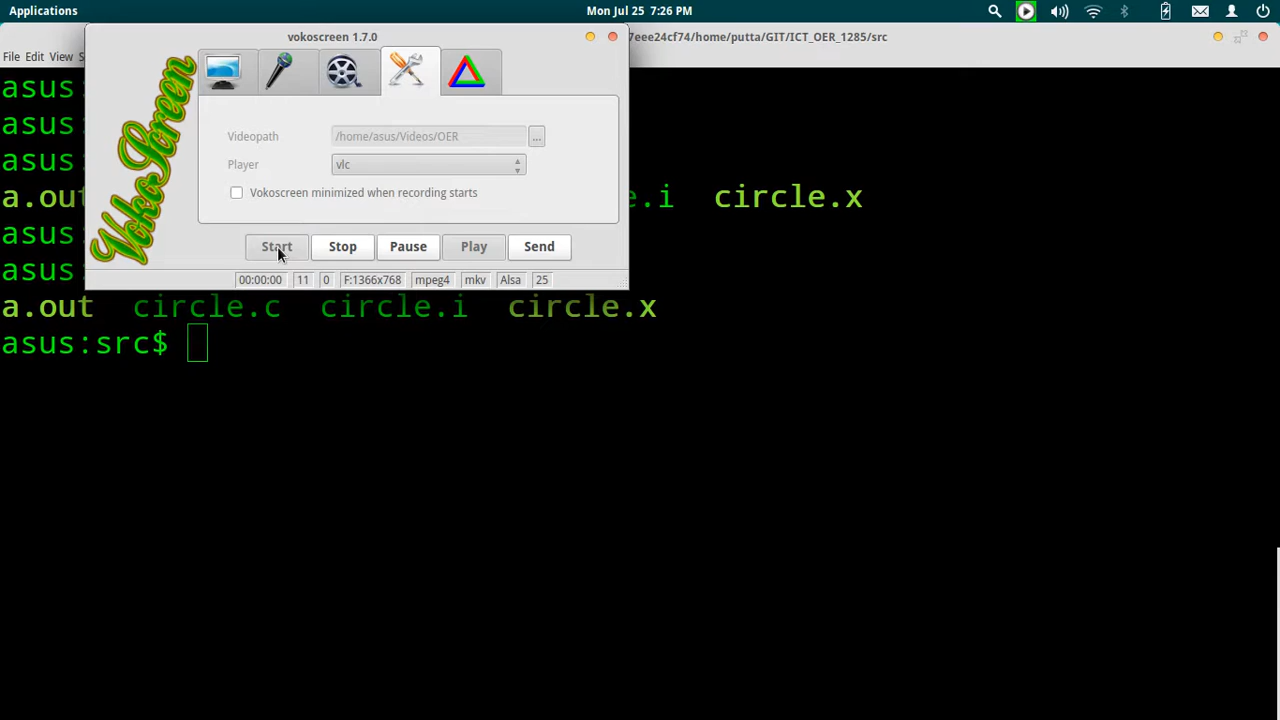 Applications
Mon Jul 25 7:26 PM
vokoscreen 1.7.0
7eee24cf74/home/putta/GIT/ICT_OER_1285/src
File Edit View S
VokoScreen
Videopath /home/asus/Videos/OER ...
Player vlc
Vokoscreen minimized when recording starts
Start Stop Pause Play Send
00:00:00 11 0 F:1366x768 mpeg4 mkv Alsa 25
asus:
asus:
asus:
a.out e.i circle.x
asus:
asus:
a.out circle.c circle.i circle.x
asus:src$